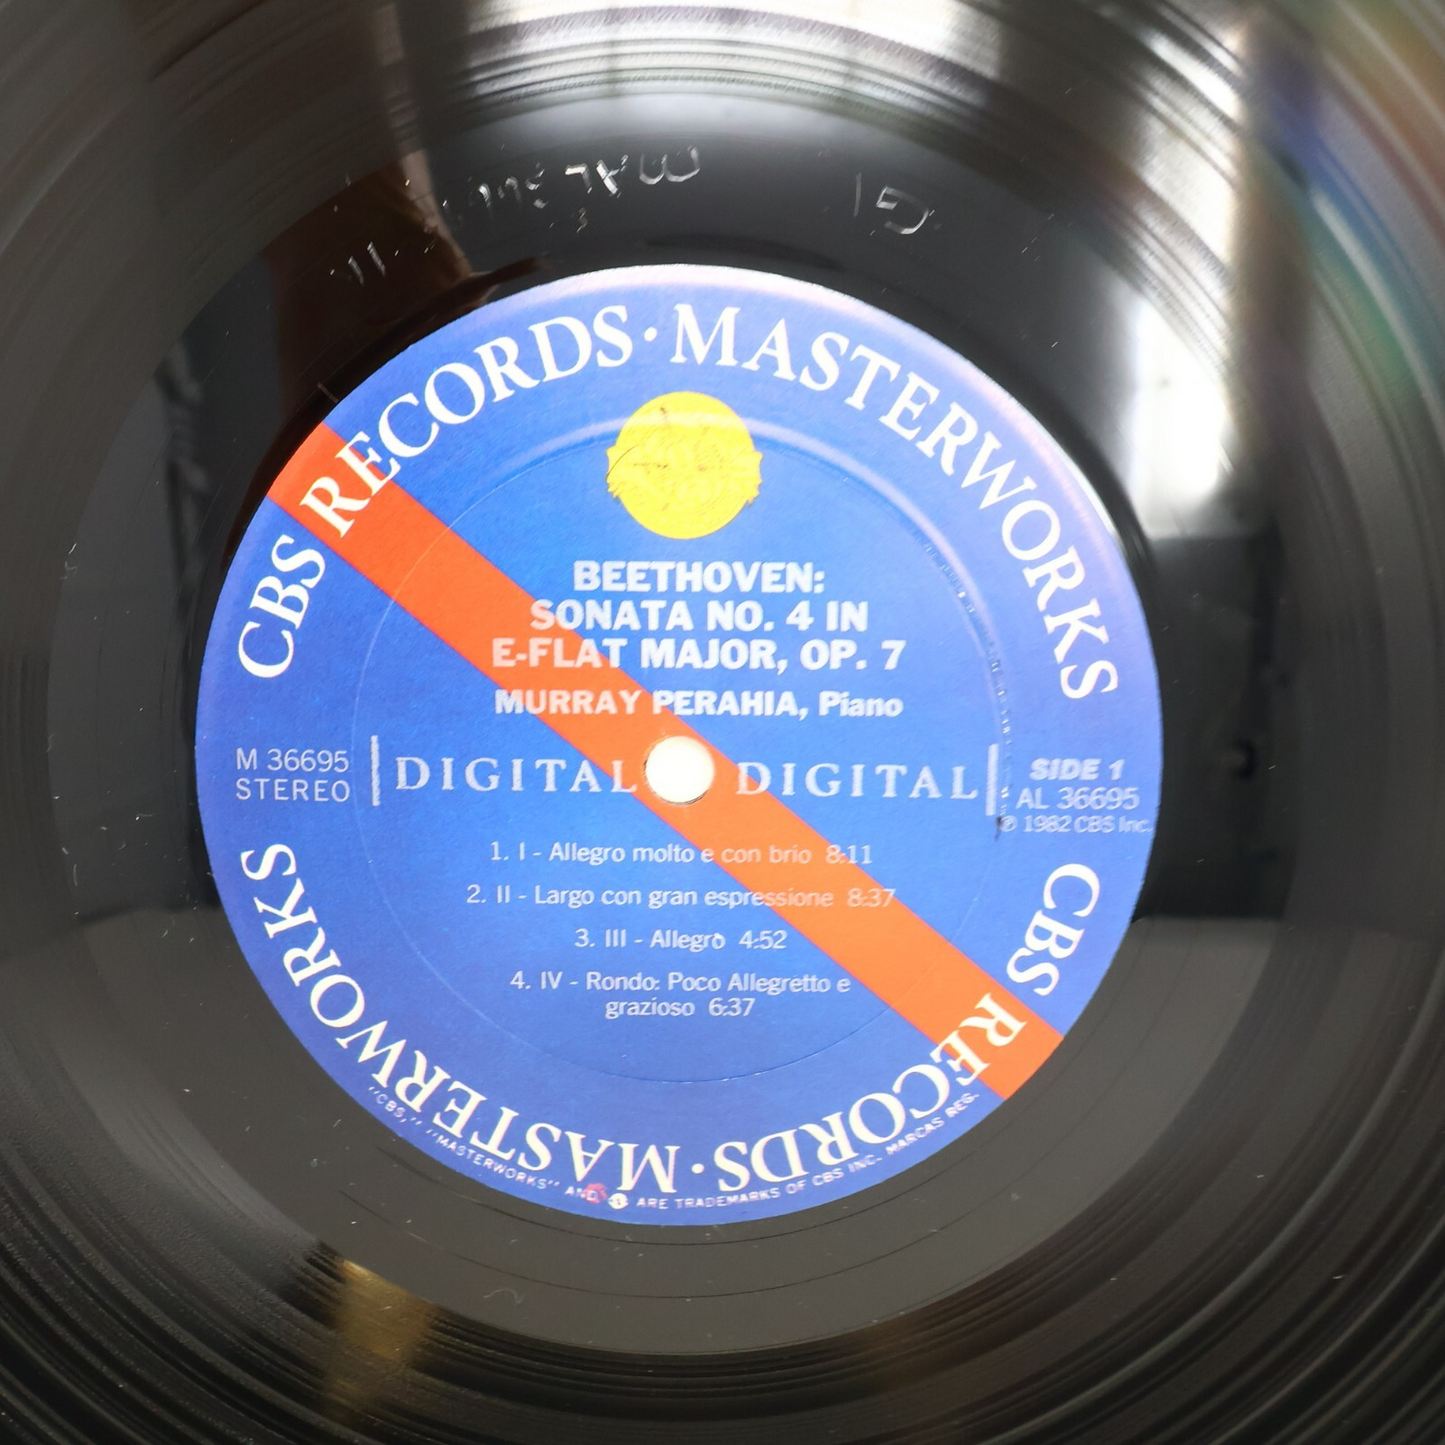 CBS RECORDS · MASTERWORKS
BEETHOVEN:
SONATA NO. 4 IN
E-FLAT MAJOR, OP. 7
MURRAY PERAHIA, Piano
M 36695
STEREO
DIGITAL DIGITAL
SIDE 1
AL 36695
℗ 1982 CBS Inc.
1. I - Allegro molto e con brio 8:11
2. II - Largo con gran espressione 8:37
3. III - Allegro 4:52
4. IV - Rondo: Poco Allegretto e
grazioso 6:37
CBS RECORDS · MASTERWORKS
"CBS," "MASTERWORKS" AND ARE TRADEMARKS OF CBS INC. MARCAS REG.
G1